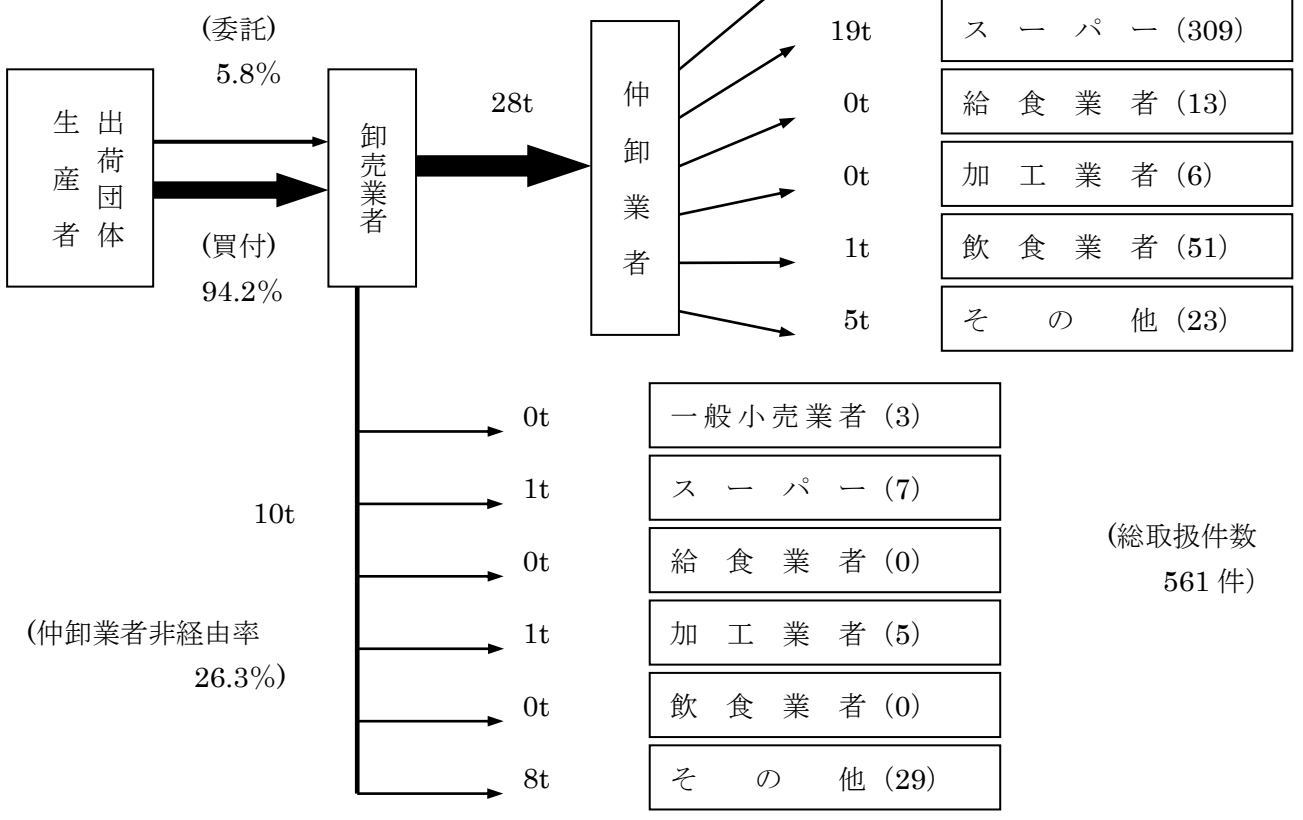 (委託)
5.8%
生産者
出荷団体
(買付)
94.2%
卸売業者
28t
仲卸業者
19t
スーパー（309）
0t
給食業者（13）
0t
加工業者（6）
1t
飲食業者（51）
5t
その他（23）
10t
(仲卸業者非経由率
26.3%)
0t
一般小売業者（3）
1t
スーパー（7）
0t
給食業者（0）
1t
加工業者（5）
0t
飲食業者（0）
8t
その他（29）
(総取扱件数
561 件)